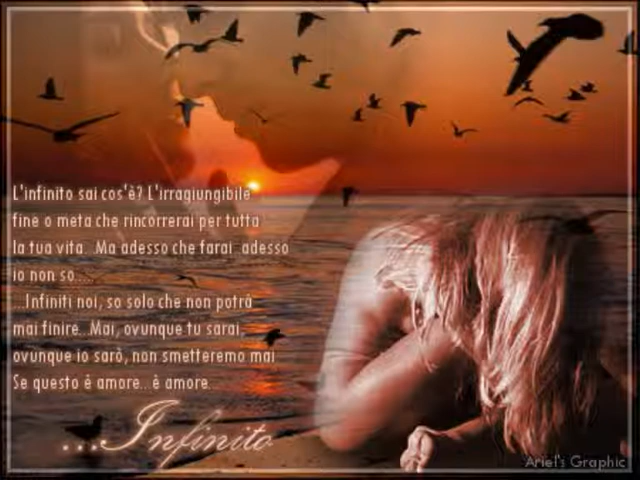 L'infinito sai cos'è? L'irragiungibile
fine o meta che rincorrerai per tutta
la tua vita.. Ma adesso che farai adesso
io non so...
...Infiniti noi, so solo che non potrà
mai finire..Mai, ovunque tu sarai,
ovunque io sarò, non smetteremo mai
Se questo è amore.. è amore..
...Infinito
Ariel's Graphic